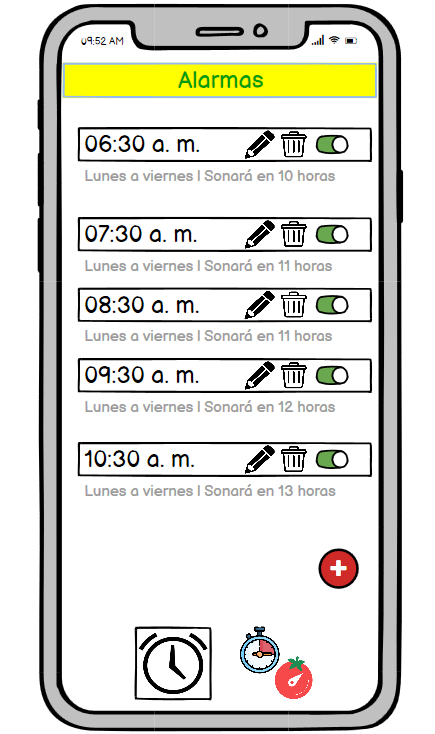 09:52 AM
Alarmas
06:30 a. m.
Lunes a viernes | Sonará en 10 horas
07:30 a. m.
Lunes a viernes | Sonará en 11 horas
08:30 a. m.
Lunes a viernes | Sonará en 11 horas
09:30 a. m.
Lunes a viernes | Sonará en 12 horas
10:30 a. m.
Lunes a viernes | Sonará en 13 horas